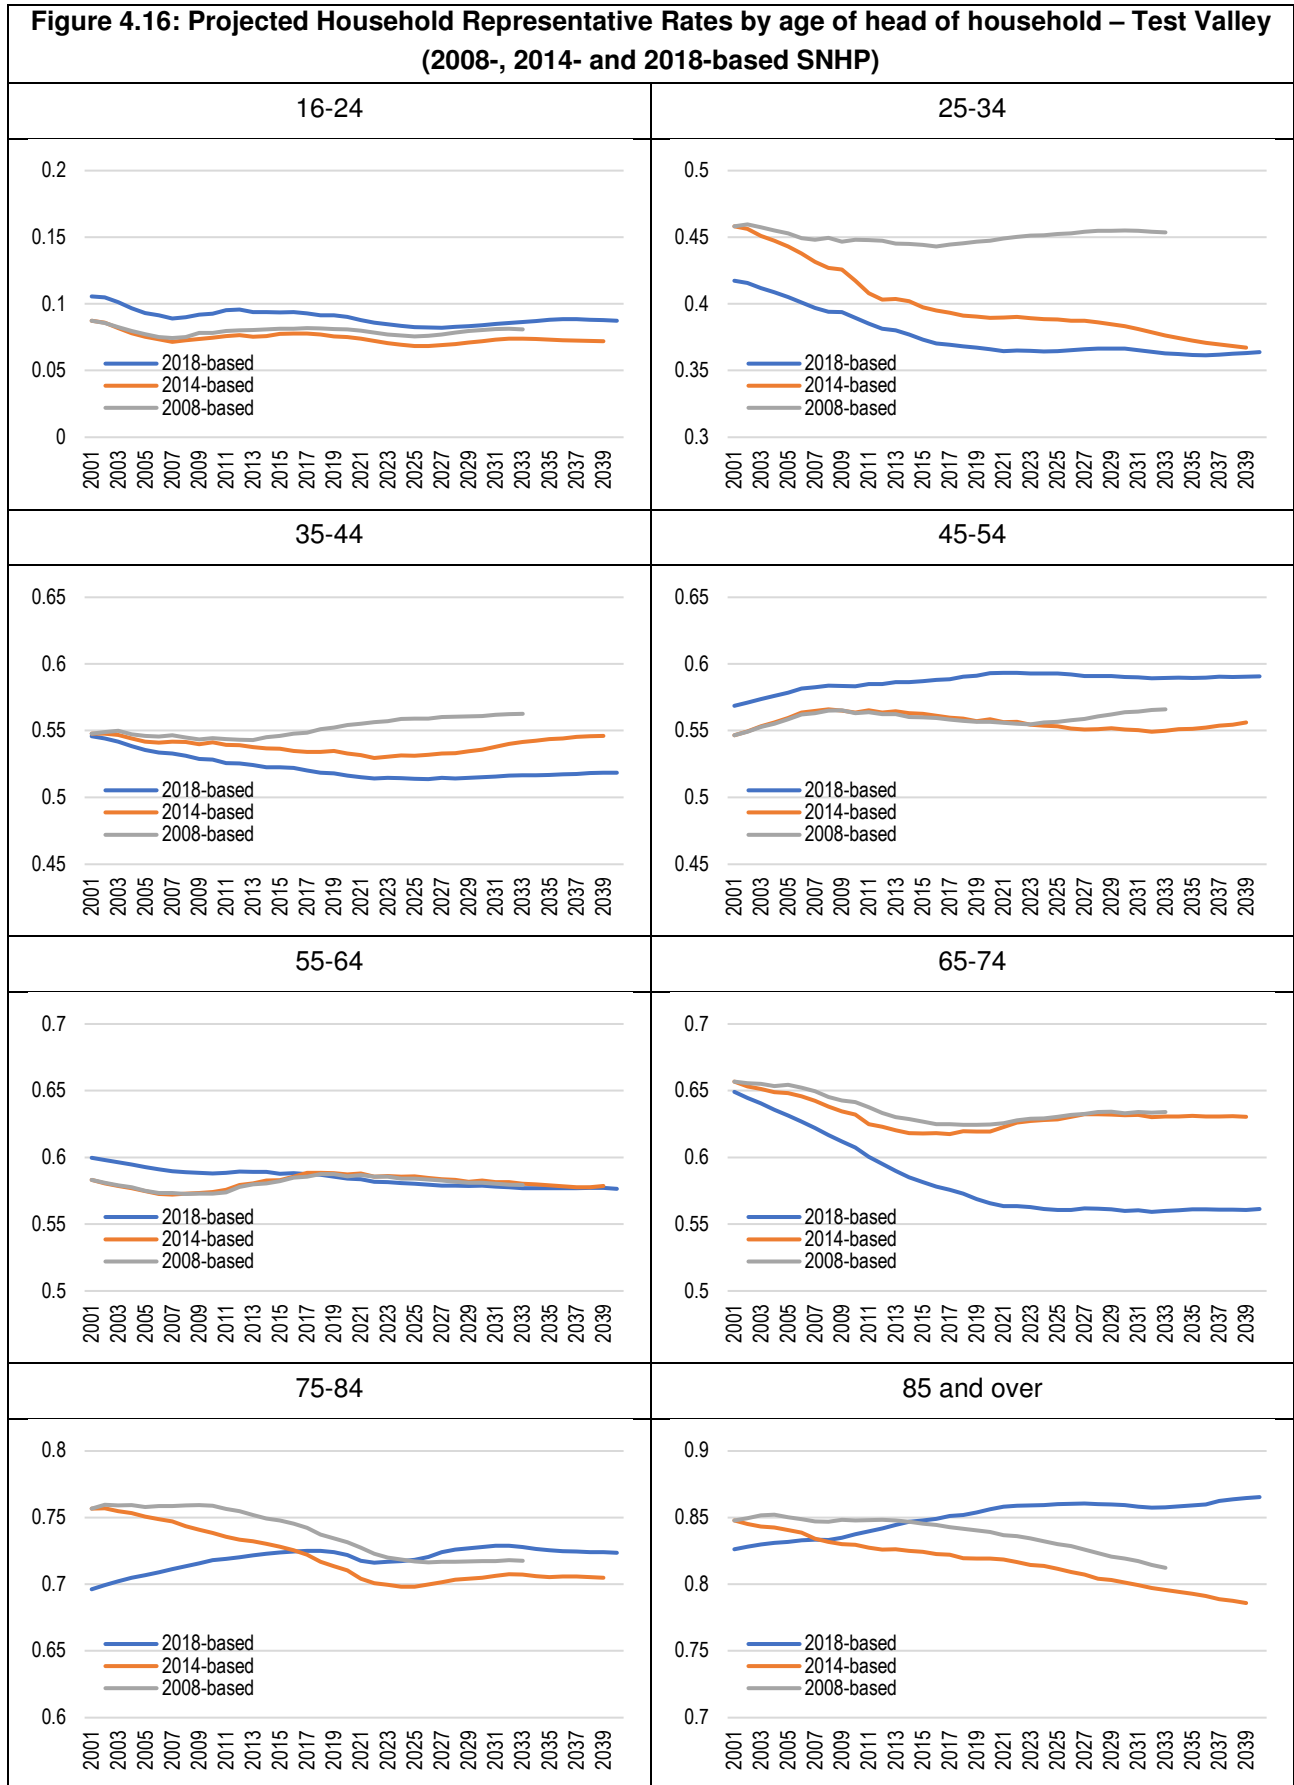 Figure 4.16: Projected Household Representative Rates by age of head of household – Test Valley
(2008-, 2014- and 2018-based SNHP)
16-24
0.2
0.15
0.1
0.05
0
2018-based
2014-based
2008-based
2001 2003 2005 2007 2009 2011 2013 2015 2017 2019 2021 2023 2025 2027 2029 2031 2033 2035 2037 2039
25-34
0.5
0.45
0.4
0.35
0.3
2018-based
2014-based
2008-based
2001 2003 2005 2007 2009 2011 2013 2015 2017 2019 2021 2023 2025 2027 2029 2031 2033 2035 2037 2039
35-44
0.65
0.6
0.55
0.5
0.45
2018-based
2014-based
2008-based
2001 2003 2005 2007 2009 2011 2013 2015 2017 2019 2021 2023 2025 2027 2029 2031 2033 2035 2037 2039
45-54
0.65
0.6
0.55
0.5
0.45
2018-based
2014-based
2008-based
2001 2003 2005 2007 2009 2011 2013 2015 2017 2019 2021 2023 2025 2027 2029 2031 2033 2035 2037 2039
55-64
0.7
0.65
0.6
0.55
0.5
2018-based
2014-based
2008-based
2001 2003 2005 2007 2009 2011 2013 2015 2017 2019 2021 2023 2025 2027 2029 2031 2033 2035 2037 2039
65-74
0.7
0.65
0.6
0.55
0.5
2018-based
2014-based
2008-based
2001 2003 2005 2007 2009 2011 2013 2015 2017 2019 2021 2023 2025 2027 2029 2031 2033 2035 2037 2039
75-84
0.8
0.75
0.7
0.65
0.6
2018-based
2014-based
2008-based
2001 2003 2005 2007 2009 2011 2013 2015 2017 2019 2021 2023 2025 2027 2029 2031 2033 2035 2037 2039
85 and over
0.9
0.85
0.8
0.75
0.7
2018-based
2014-based
2008-based
2001 2003 2005 2007 2009 2011 2013 2015 2017 2019 2021 2023 2025 2027 2029 2031 2033 2035 2037 2039